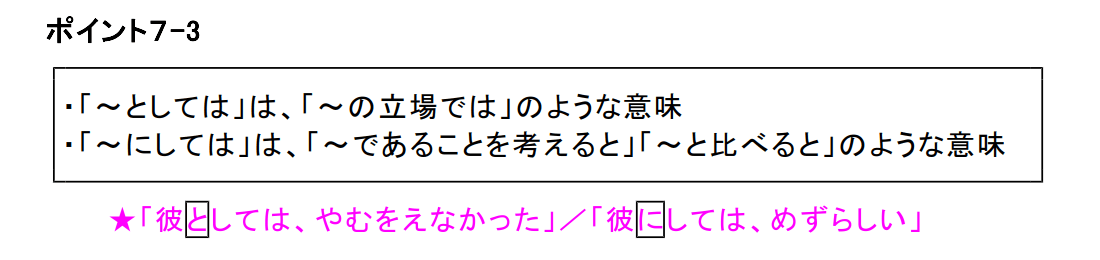 ポイント7-3
・「～としては」は、「～の立場では」のような意味
・「～にしては」は、「～であることを考えると」「～と比べると」のような意味
★「彼としては、やむをえなかった」／「彼にしては、めずらしい」